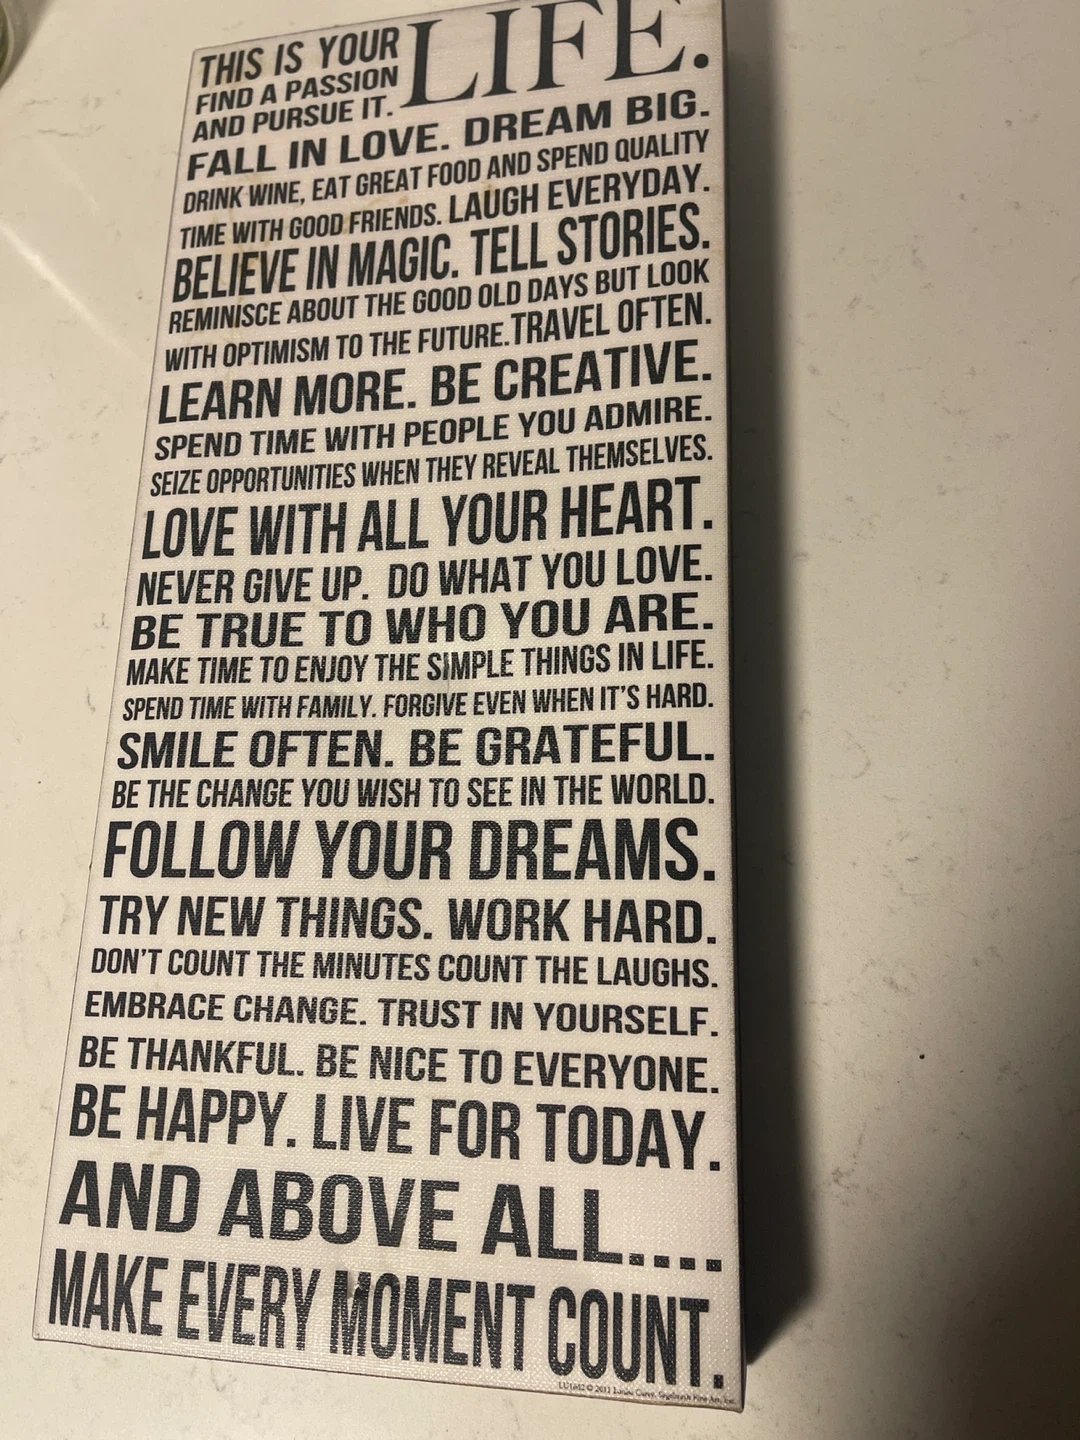 THIS IS YOUR LIFE.
FIND A PASSION
AND PURSUE IT.
FALL IN LOVE. DREAM BIG.
DRINK WINE, EAT GREAT FOOD AND SPEND QUALITY
TIME WITH GOOD FRIENDS. LAUGH EVERYDAY.
BELIEVE IN MAGIC. TELL STORIES.
REMINISCE ABOUT THE GOOD OLD DAYS BUT LOOK
WITH OPTIMISM TO THE FUTURE. TRAVEL OFTEN.
LEARN MORE. BE CREATIVE.
SPEND TIME WITH PEOPLE YOU ADMIRE.
SEIZE OPPORTUNITIES WHEN THEY REVEAL THEMSELVES.
LOVE WITH ALL YOUR HEART.
NEVER GIVE UP. DO WHAT YOU LOVE.
BE TRUE TO WHO YOU ARE.
MAKE TIME TO ENJOY THE SIMPLE THINGS IN LIFE.
SPEND TIME WITH FAMILY. FORGIVE EVEN WHEN IT'S HARD.
SMILE OFTEN. BE GRATEFUL.
BE THE CHANGE YOU WISH TO SEE IN THE WORLD.
FOLLOW YOUR DREAMS.
TRY NEW THINGS. WORK HARD.
DON'T COUNT THE MINUTES COUNT THE LAUGHS.
EMBRACE CHANGE. TRUST IN YOURSELF.
BE THANKFUL. BE NICE TO EVERYONE.
BE HAPPY. LIVE FOR TODAY.
AND ABOVE ALL....
MAKE EVERY MOMENT COUNT.
© 2011